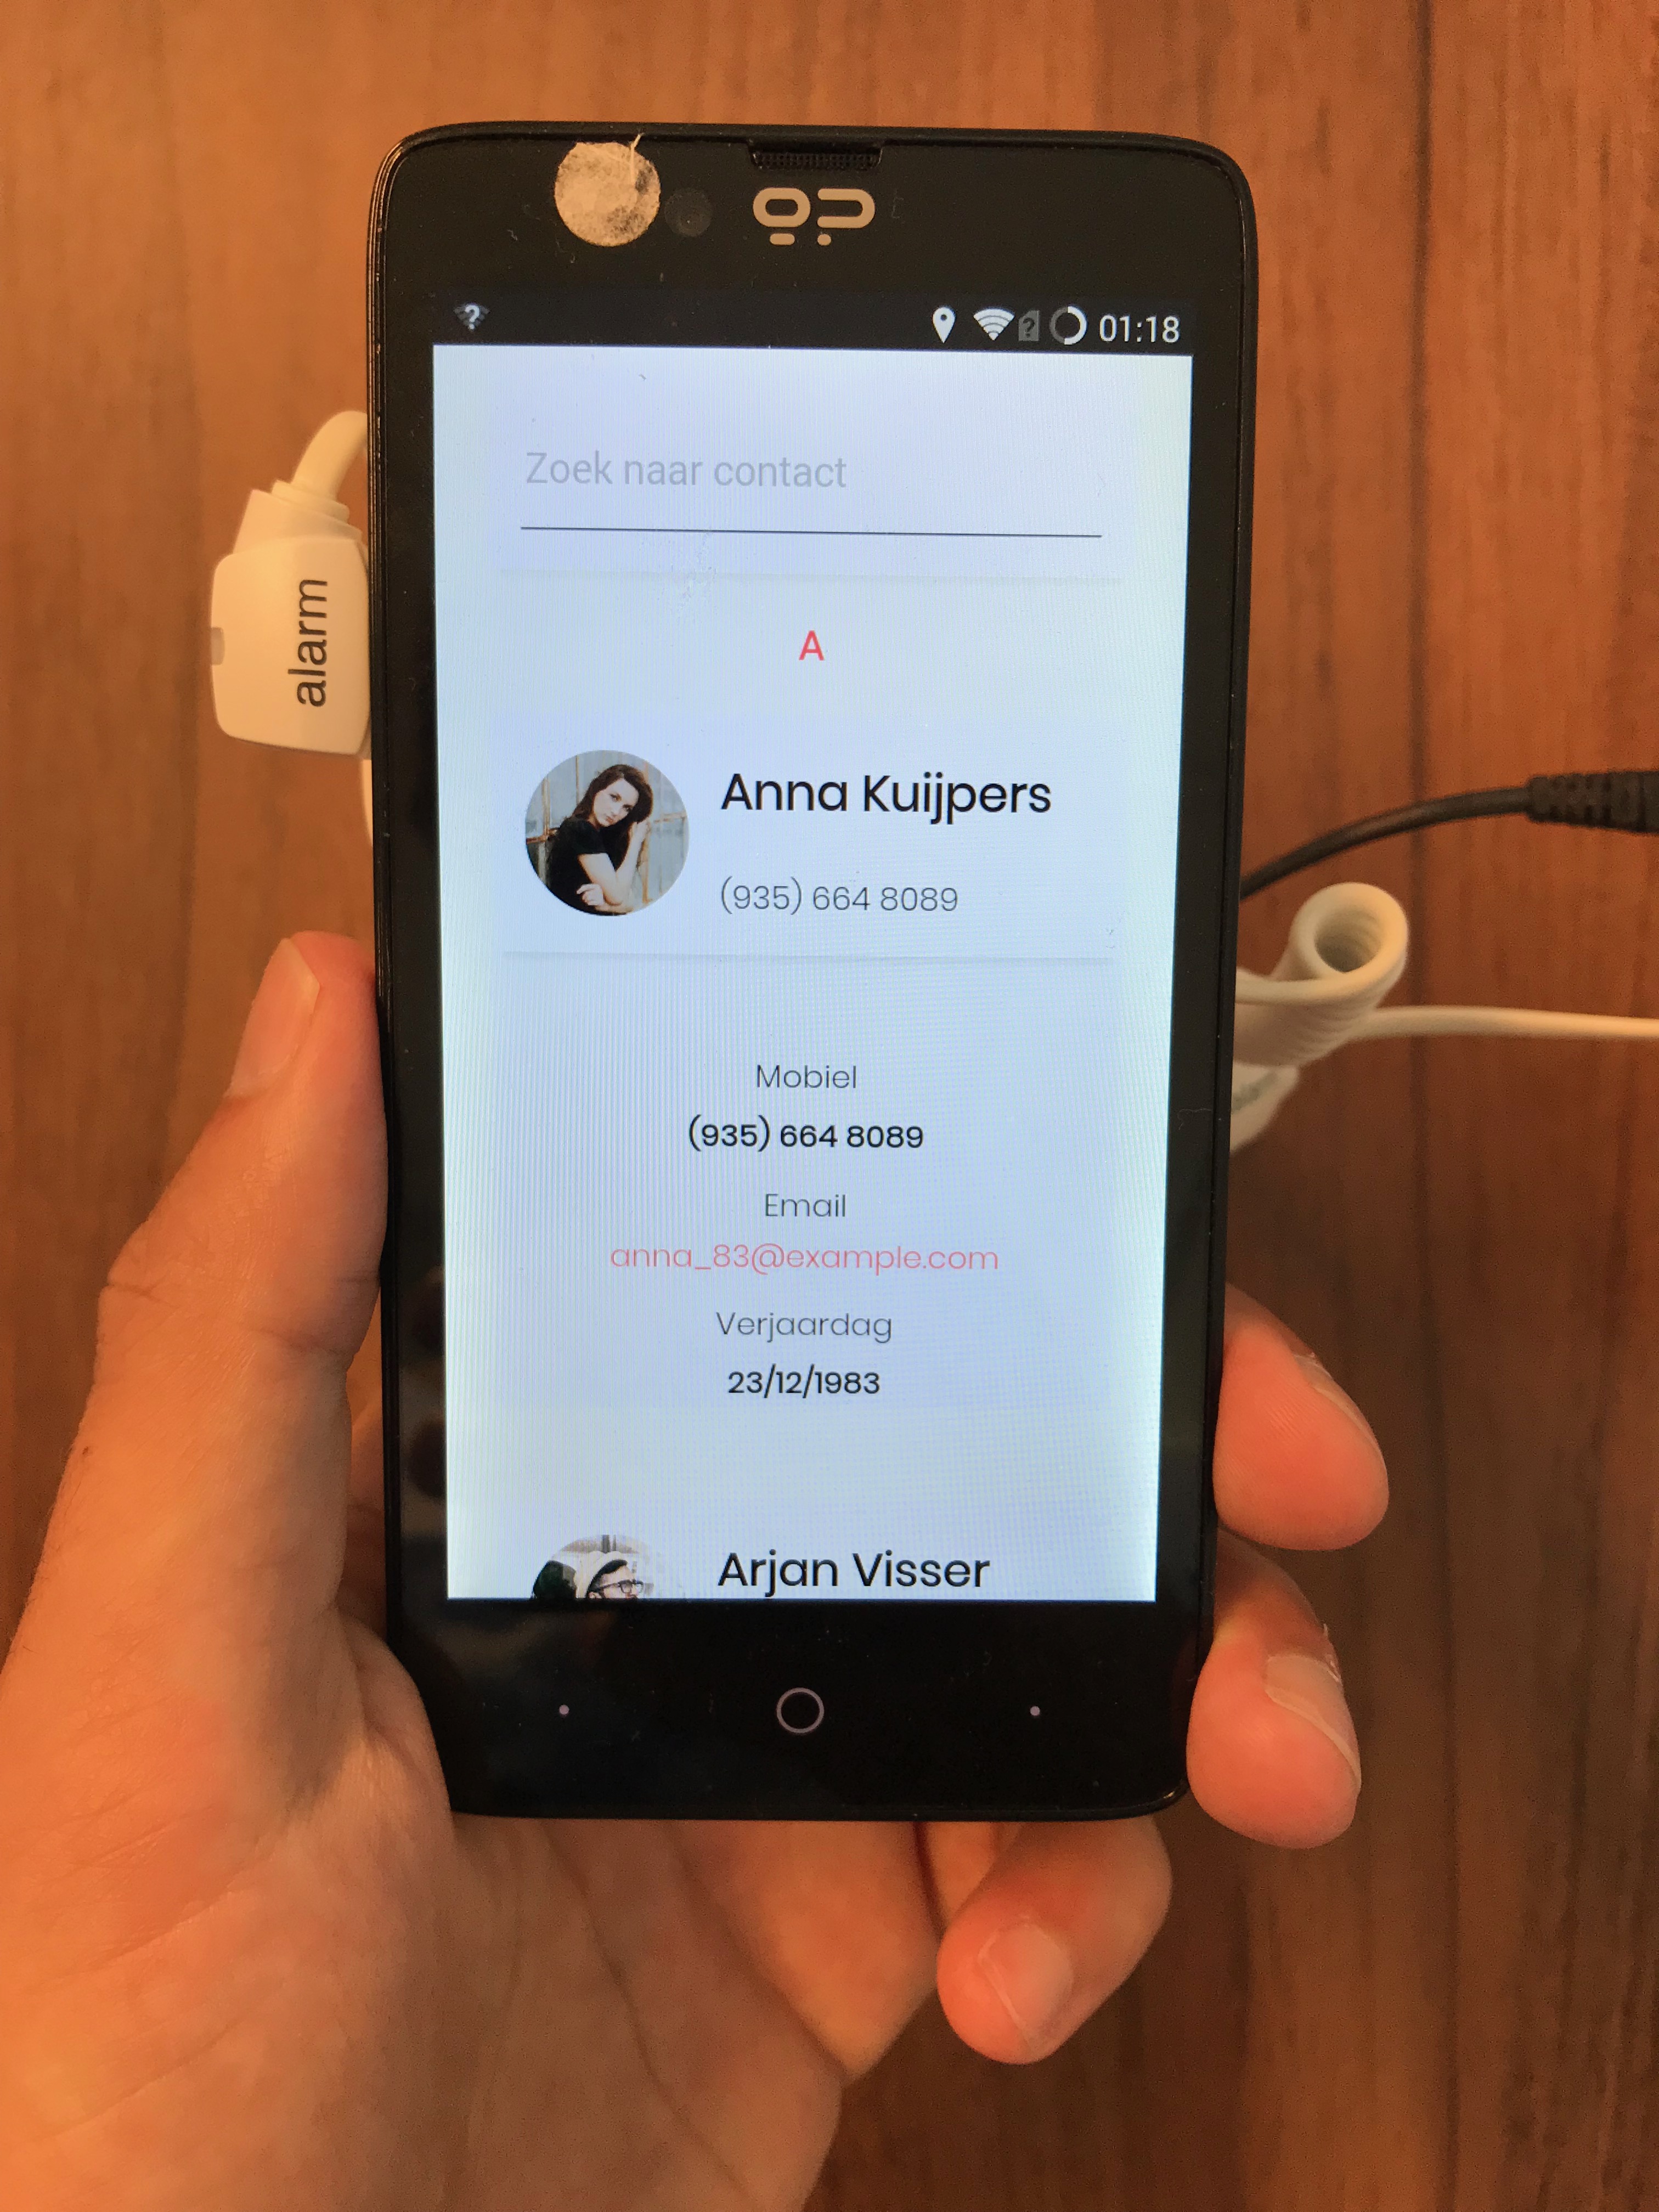 01:18
Zoek naar contact
alarm
A
Anna Kuijpers
(935) 664 8089
Mobiel
(935) 664 8089
Email
anna_83@example.com
Verjaardag
23/12/1983
Arjan Visser